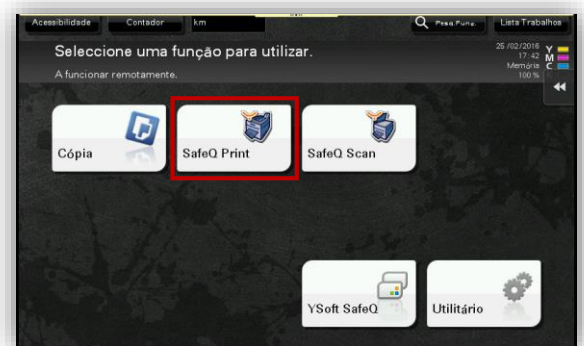 Acessibilidade
Contador
km
Pesq.Func.
Lista Trabalhos
Seleccione uma função para utilizar.
A funcionar remotamente.
25 /02/2016
17:42
Memória
100 %
Y
M
C
Cópia
SafeQ Print
SafeQ Scan
YSoft SafeQ
Utilitário